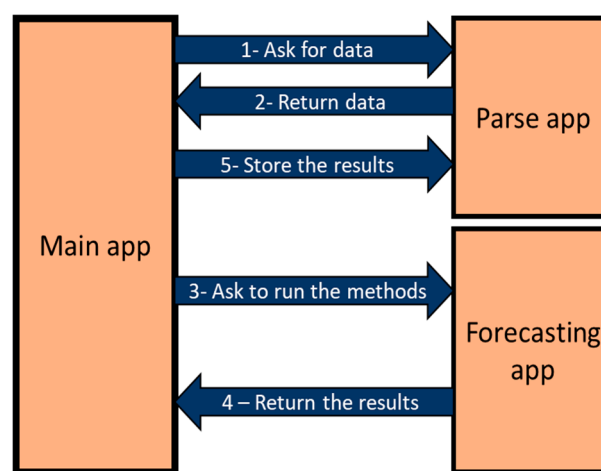 1- Ask for data
2- Return data
Parse app
5- Store the results
Main app
3- Ask to run the methods
Forecasting
app
4 – Return the results